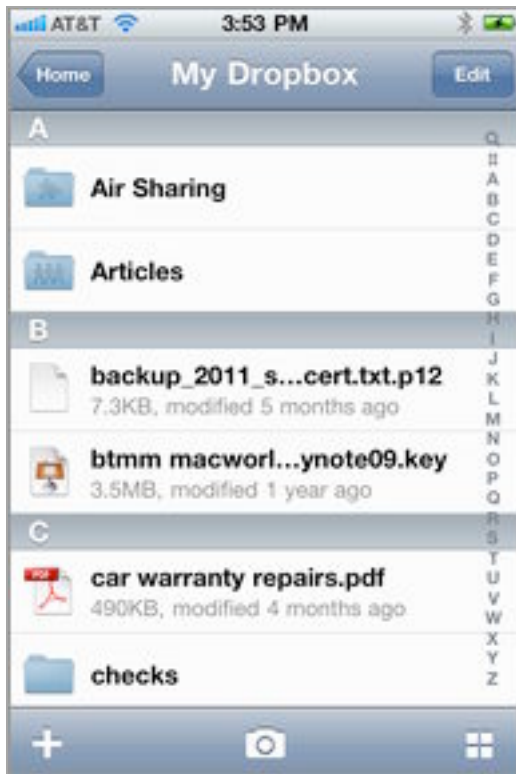 AT&T 3:53 PM
Home My Dropbox Edit
A
Air Sharing
Articles
B
backup_2011_s...cert.txt.p12
7.3KB, modified 5 months ago
btmm macworl...ynote09.key
3.5MB, modified 1 year ago
C
PDF
car warranty repairs.pdf
490KB, modified 4 months ago
checks
#
A
B
C
D
E
F
G
H
I
J
K
L
M
N
O
P
Q
R
S
T
U
V
W
X
Y
Z